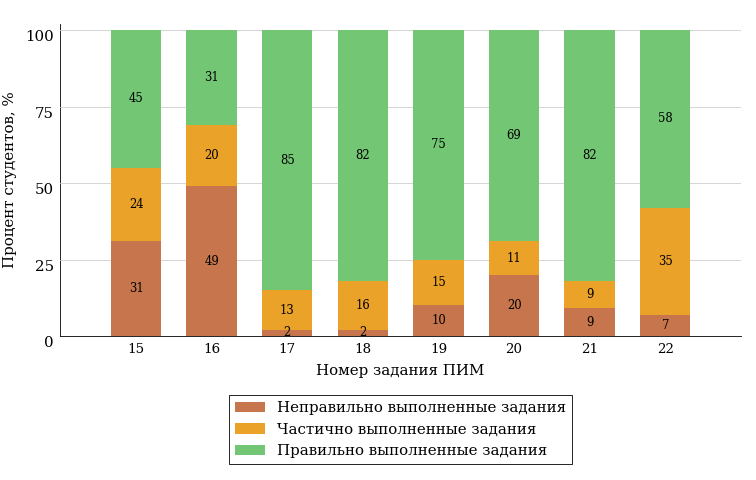 100
75
50
25
0
Процент студентов, %
45 31 85 82 75 69 82 58
24 20 13 16 15 11 9 35
31 49 2 2 10 20 9 7
15 16 17 18 19 20 21 22
Номер задания ПИМ
Неправильно выполненные задания
Частично выполненные задания
Правильно выполненные задания